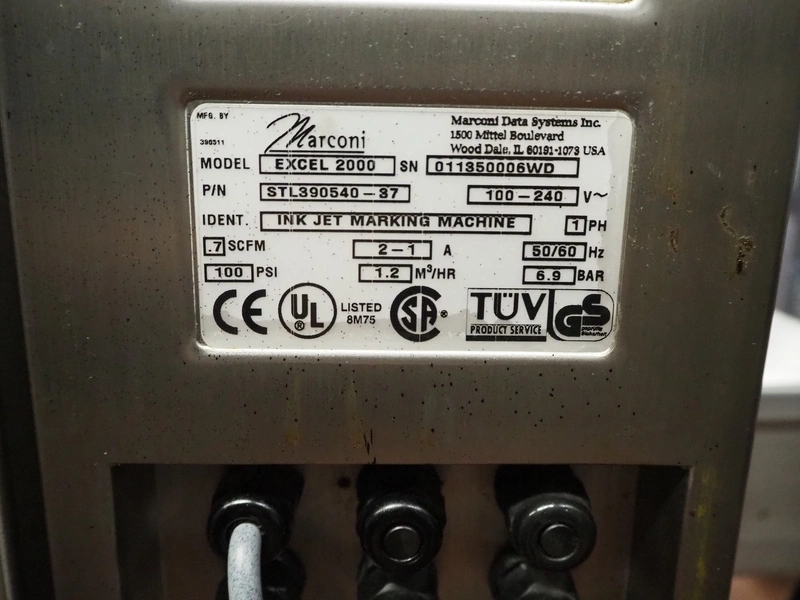 MFG. BY
Marconi
Marconi Data Systems Inc.
1500 Mittel Boulevard
Wood Dale, IL 60191-1073 USA
398511
MODEL EXCEL 2000 SN 011350006WD
P/N STL390540-37 100-240 V~
IDENT. INK JET MARKING MACHINE 1 PH
.7 SCFM 2-1 A 50/60 Hz
100 PSI 1.2 M³/HR 6.9 BAR
CE UL ® LISTED 8M75 SA ® TÜV PRODUCT SERVICE GS